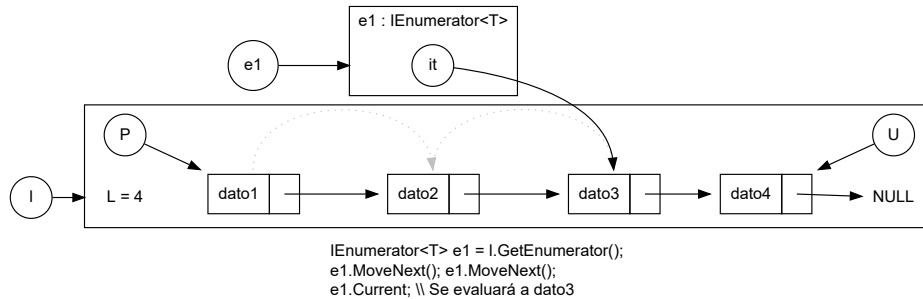 e1 : IEnumerator<T>
e1
it
P
U
l
L = 4
dato1
dato2
dato3
dato4
NULL
IEnumerator<T> e1 = l.GetEnumerator();
e1.MoveNext(); e1.MoveNext();
e1.Current; \\ Se evaluará a dato3